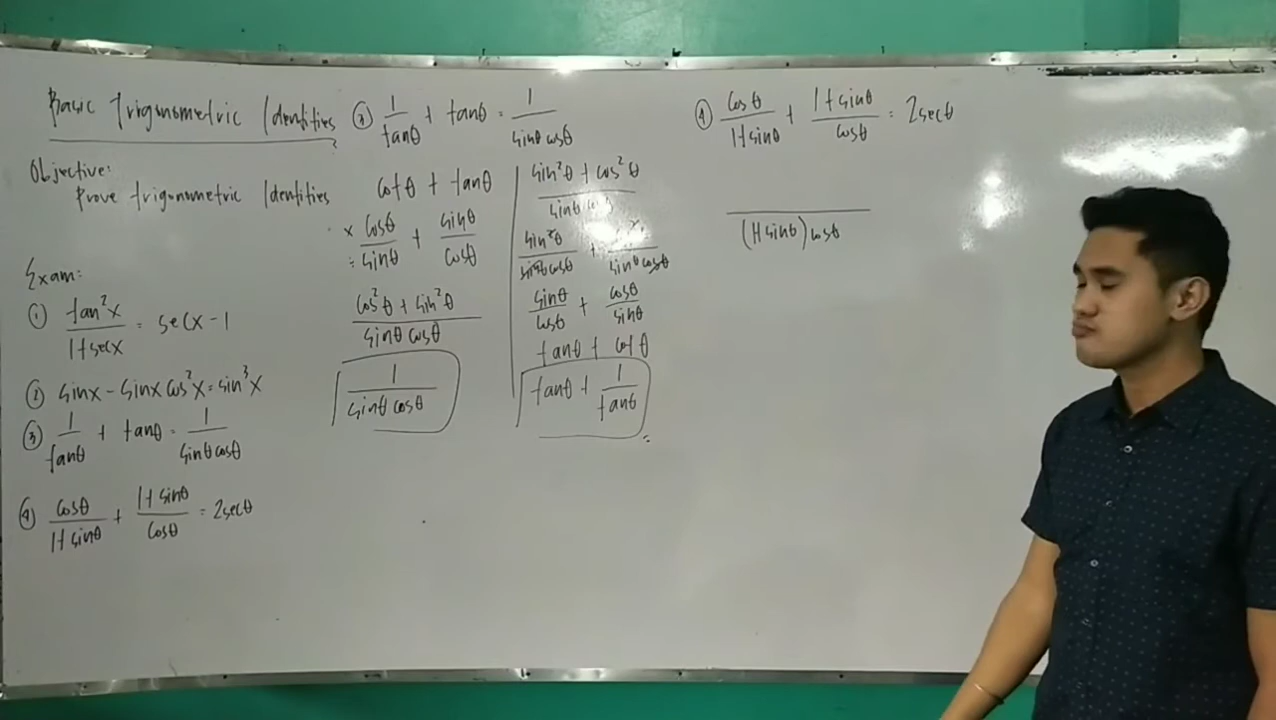 Basic Trigonometric Identities
Objective:
Prove trigonometric Identities
Exam:
① tan²x / 1+secx = secx - 1
② sinx - sinx cos²x = sin³x
③ 1 / tanθ + tanθ = 1 / sinθcosθ
④ cosθ / 1+sinθ + 1+sinθ / cosθ = 2secθ
③ 1 / tanθ + tanθ = 1 / sinθ cosθ
cotθ + tanθ
cosθ / sinθ + sinθ / cosθ
cos²θ + sin²θ / sinθ cosθ
1 / sinθ cosθ
sin²θ + cos²θ / sinθ
sin²θ / sinθcosθ + / sinθ cosθ
sinθ / cosθ + cosθ / sinθ
tanθ + cotθ
tanθ + 1 / tanθ
④ cosθ / 1+sinθ + 1+sinθ / cosθ = 2secθ
(1+sinθ)cosθ